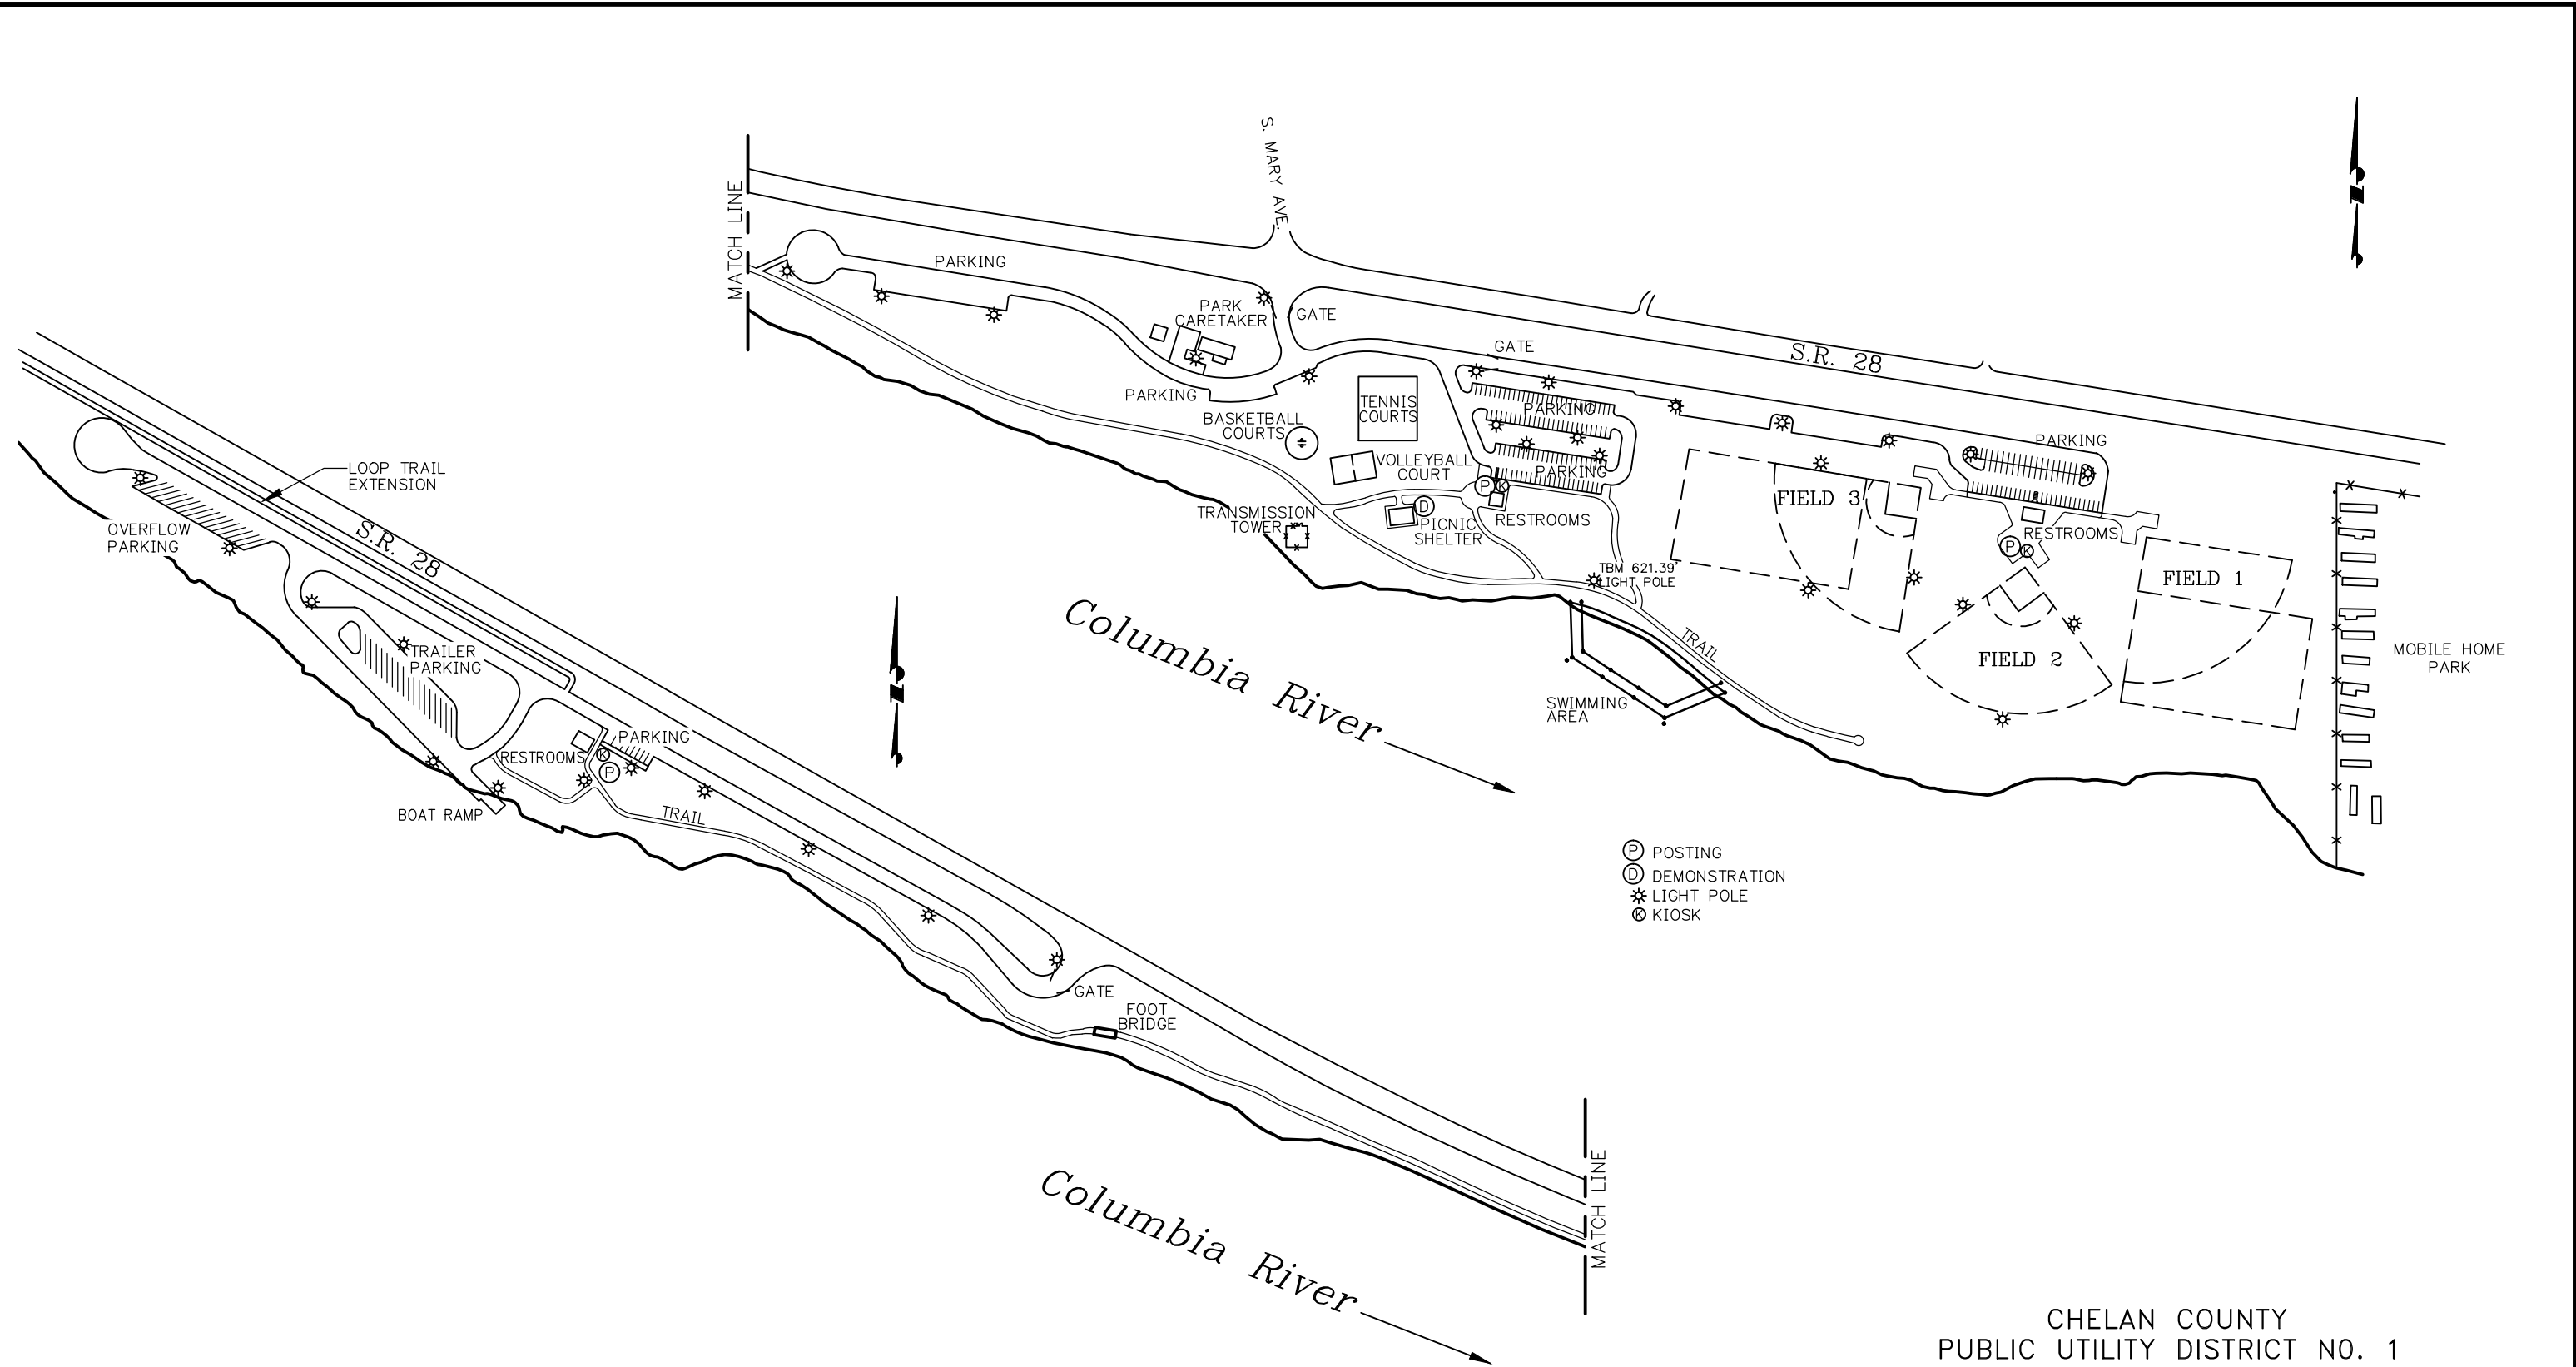 S. MARY AVE.
MATCH LINE
PARKING
PARK
CARETAKER
GATE
GATE
S.R. 28
PARKING
TENNIS
COURTS
BASKETBALL
COURTS
PARKING
PARKING
VOLLEYBALL
COURT
PARKING
P
K
D
FIELD 3
RESTROOMS
PICNIC
SHELTER
TRANSMISSION
TOWER
RESTROOMS
P
K
TBM 621.39'
LIGHT POLE
FIELD 1
FIELD 2
TRAIL
MOBILE HOME
PARK
SWIMMING
AREA
Columbia River
N
LOOP TRAIL
EXTENSION
S.R. 28
OVERFLOW
PARKING
TRAILER
PARKING
N
PARKING
RESTROOMS
K
P
BOAT RAMP
TRAIL
P POSTING
D DEMONSTRATION
LIGHT POLE
K KIOSK
GATE
FOOT
BRIDGE
MATCH LINE
Columbia River
CHELAN COUNTY
PUBLIC UTILITY DISTRICT NO. 1